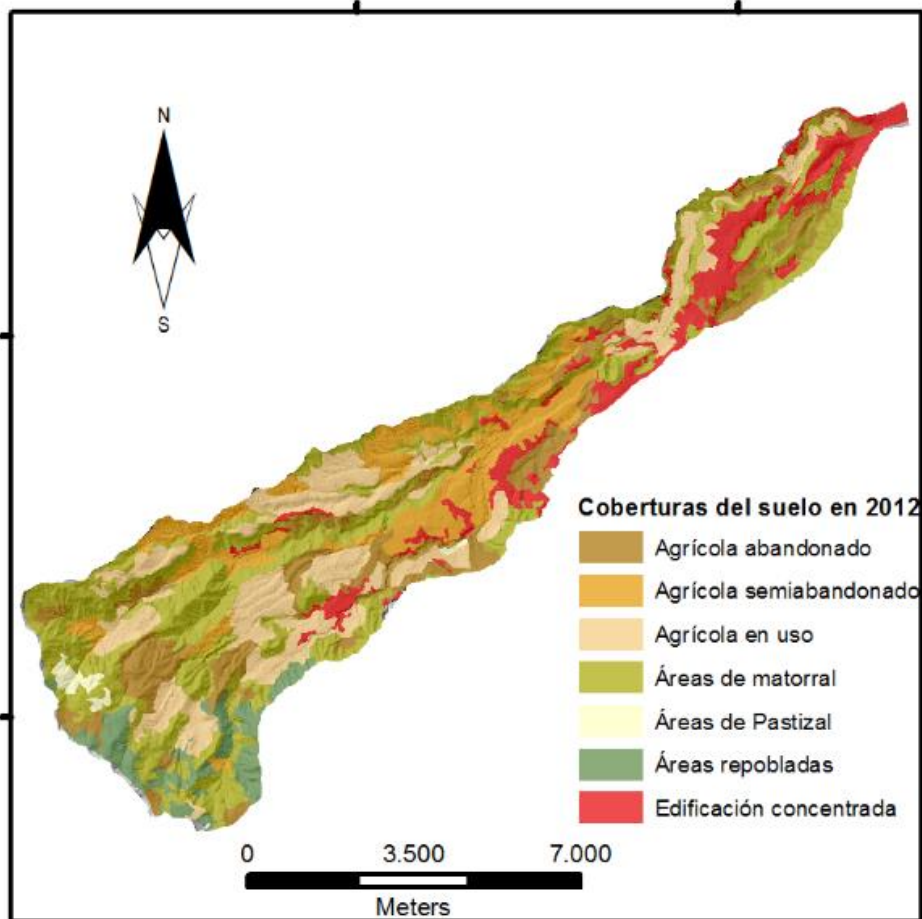 N
S
Coberturas del suelo en 2012
Agrícola abandonado
Agrícola semiabandonado
Agrícola en uso
Áreas de matorral
Áreas de Pastizal
Áreas repobladas
Edificación concentrada
0 3.500 7.000
Meters